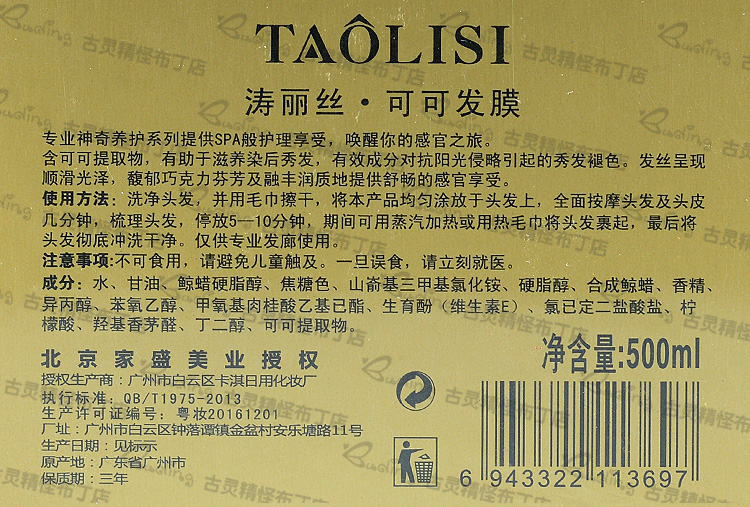 TAÔLISI
涛丽丝·可可发膜
专业神奇养护系列提供SPA般护理享受，唤醒你的感官之旅。
含可可提取物，有助于滋养染后秀发，有效成分对抗阳光侵略引起的秀发褪色。发丝呈现
顺滑光泽，馥郁巧克力芬芳及融丰润质地提供舒畅的感官享受。
使用方法：洗净头发，并用毛巾擦干，将本产品均匀涂放于头发上，全面按摩头发及头皮
几分钟，梳理头发，停放5—10分钟，期间可用蒸汽加热或用热毛巾将头发裹起，最后将
头发彻底冲洗干净。仅供专业发廊使用。
注意事项:不可食用，请避免儿童触及。一旦误食，请立刻就医。
成分：水、甘油、鲸蜡硬脂醇、焦糖色、山嵛基三甲基氯化铵、硬脂醇、合成鲸蜡、香精、
异丙醇、苯氧乙醇、甲氧基肉桂酸乙基已酯、生育酚（维生素E）、氯已定二盐酸盐、柠
檬酸、羟基香茅醛、丁二醇、可可提取物。
北京家盛美业授权
净含量:500ml
授权生产商：广州市白云区卡淇日用化妆厂
执行标准：QB/T1975-2013
生产许可证编号：粤妆20161201
厂址：广州市白云区钟落谭镇金盆村安乐塘路11号
生产日期：见标示
原产地：广东省广州市
保质期：三年
6 943322 113697
Buding 古灵精怪布丁店